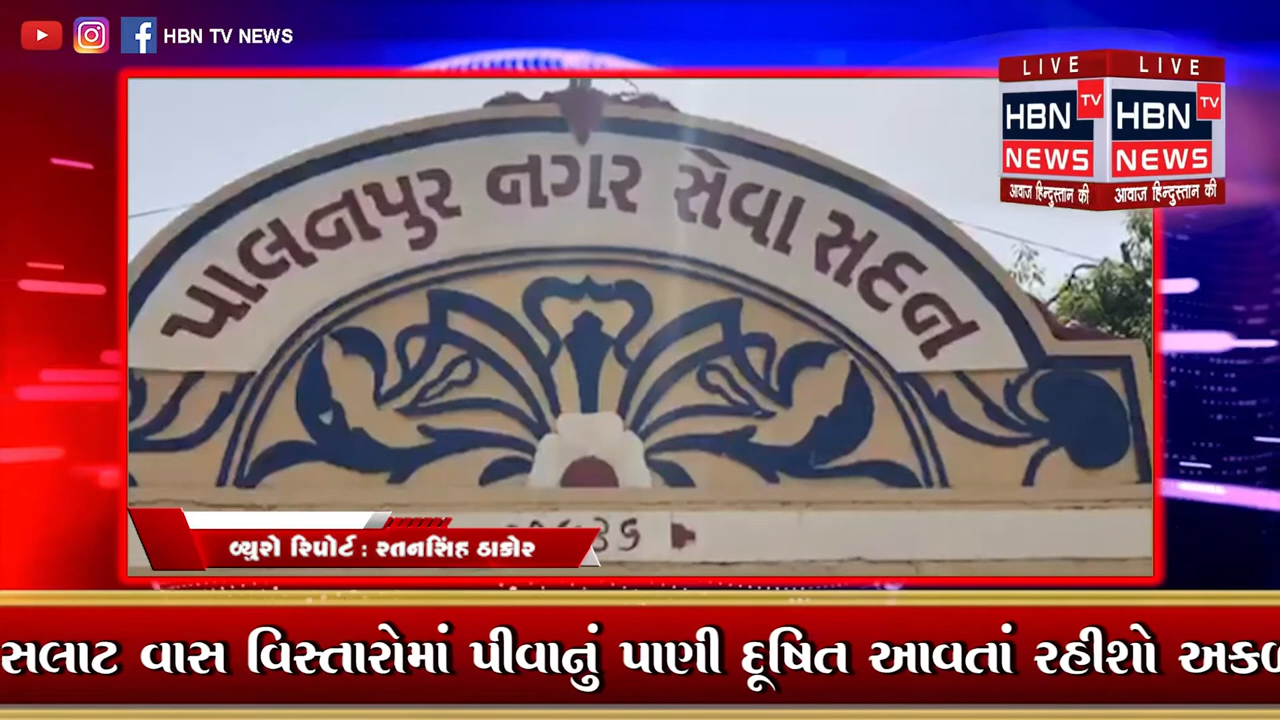 HBN TV NEWS
LIVE LIVE
HBN TV HBN TV
NEWS NEWS
आवाज हिन्दुस्तान की आवाज हिन्दुस्तान की
પાલનપુર નગર સેવા સદન
બ્યુરો રિપોર્ટ : રતનસિંહ ઠાકોર
સલાટ વાસ વિસ્તારોમાં પીવાનું પાણી દૂષિત આવતાં રહીશો